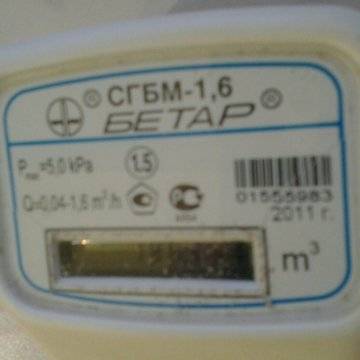 ® СГБМ-1,6
БЕТАР®
Pmax=5,0 kPa
1.5
Q=0,04-1,6 m³/h
01555983
2011 г.
m³